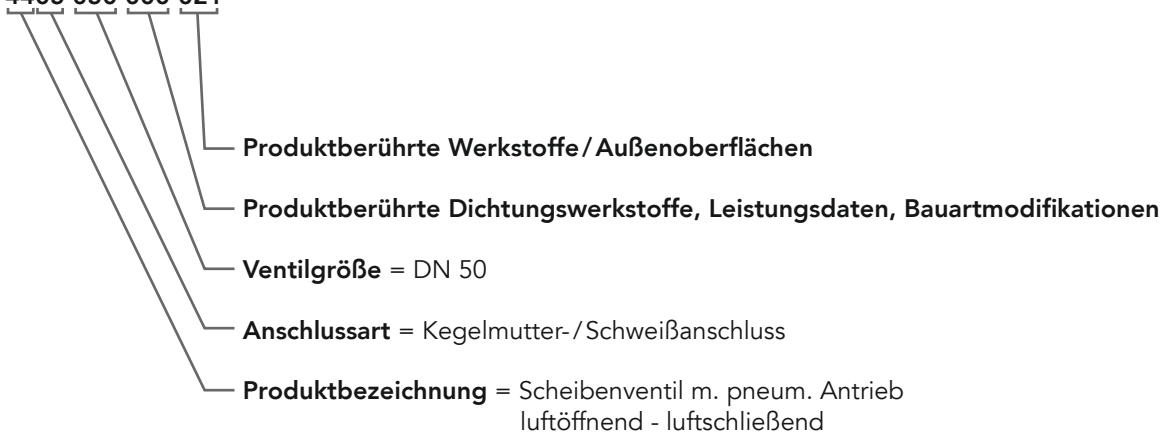 Produktberührte Werkstoffe/Außenoberflächen
Produktberührte Dichtungswerkstoffe, Leistungsdaten, Bauartmodifikationen
Ventilgröße = DN 50
Anschlussart = Kegelmutter-/Schweißanschluss
Produktbezeichnung = Scheibenventil m. pneum. Antrieb
luftöffnend - luftschließend